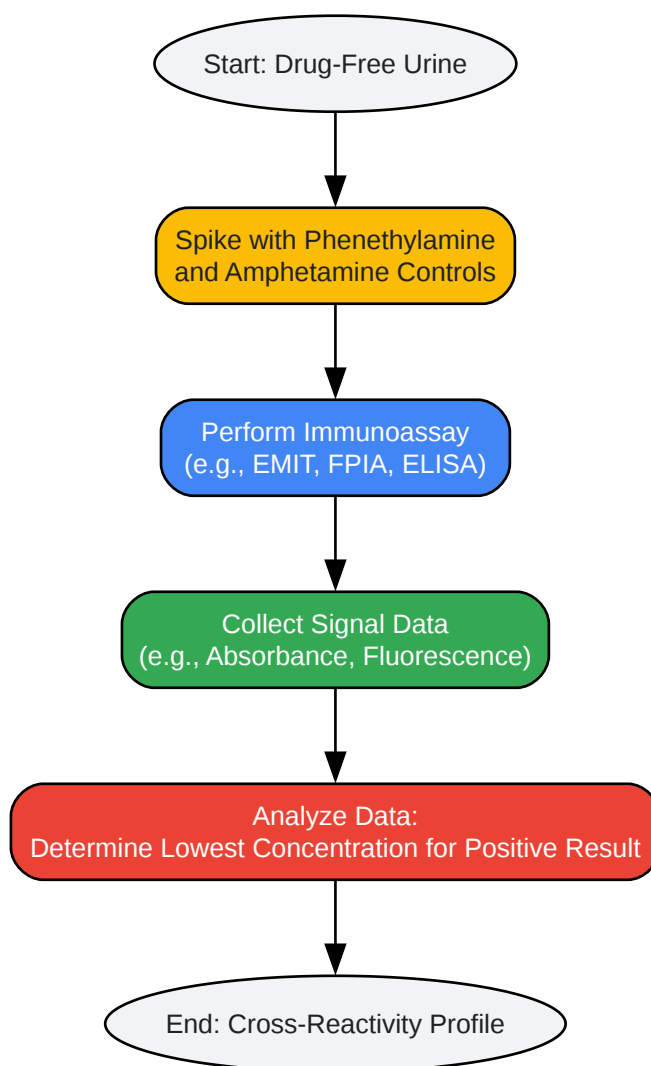 Start: Drug-Free Urine
Spike with Phenethylamine
and Amphetamine Controls
Perform Immunoassay
(e.g., EMIT, FPIA, ELISA)
Collect Signal Data
(e.g., Absorbance, Fluorescence)
Analyze Data:
Determine Lowest Concentration for Positive Result
End: Cross-Reactivity Profile